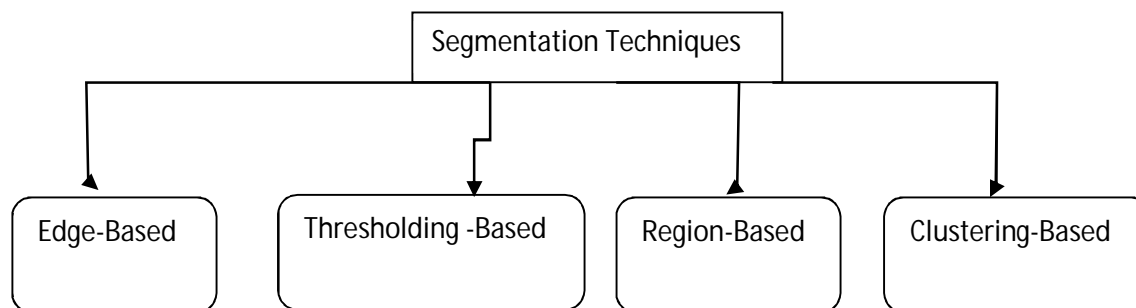 Segmentation Techniques
Edge-Based
Thresholding -Based
Region-Based
Clustering-Based